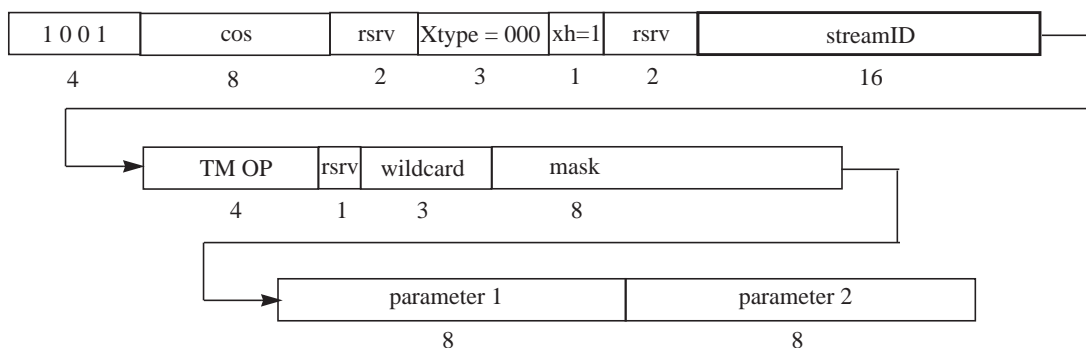 1 0 0 1 cos rsrv Xtype = 000 xh=1 rsrv streamID
4 8 2 3 1 2 16
TM OP rsrv wildcard mask
4 1 3 8
parameter 1 parameter 2
8 8